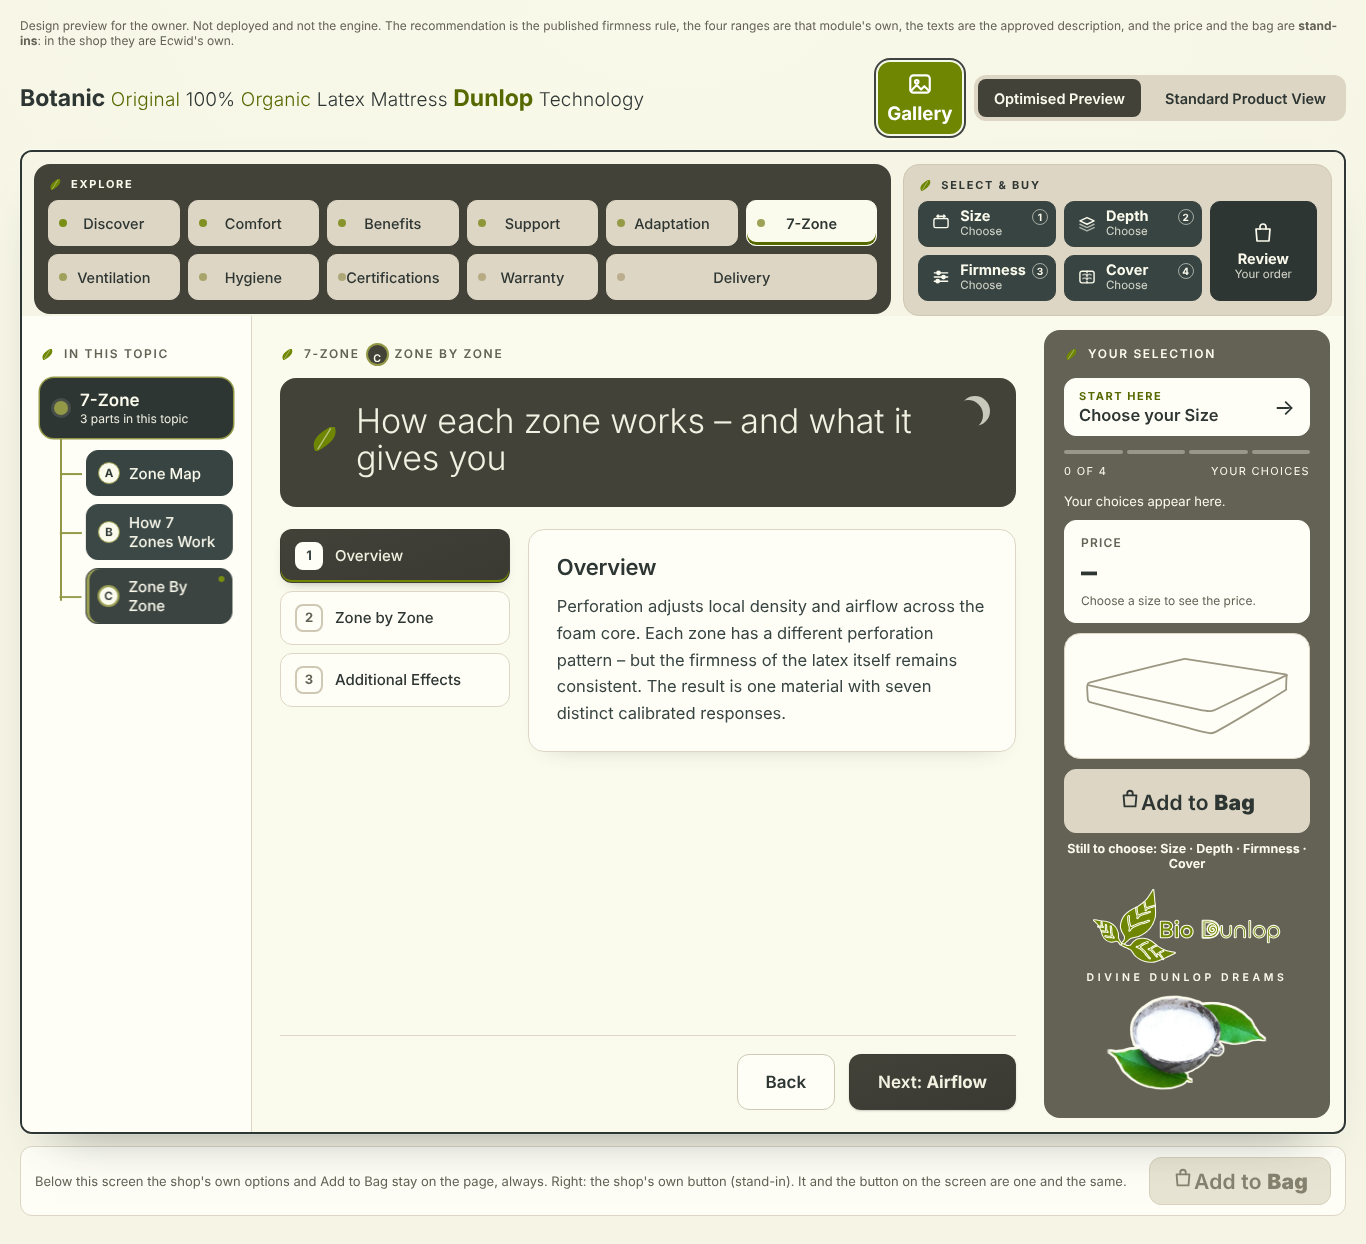 Design preview for the owner. Not deployed and not the engine. The recommendation is the published firmness rule, the four ranges are that module's own, the texts are the approved description, and the price and the bag are stand-
ins: in the shop they are Ecwid's own.
Botanic Original 100% Organic Latex Mattress Dunlop Technology
Gallery
Optimised Preview
Standard Product View
EXPLORE
Discover
Comfort
Benefits
Support
Adaptation
7-Zone
Ventilation
Hygiene
Certifications
Warranty
Delivery
SELECT & BUY
Size 1
Choose
Depth 2
Choose
Firmness 3
Choose
Cover 4
Choose
Review
Your order
IN THIS TOPIC
7-Zone
3 parts in this topic
A Zone Map
B How 7
Zones Work
C Zone By
Zone
7-ZONE C ZONE BY ZONE
How each zone works – and what it
gives you
1 Overview
2 Zone by Zone
3 Additional Effects
Overview
Perforation adjusts local density and airflow across the
foam core. Each zone has a different perforation
pattern – but the firmness of the latex itself remains
consistent. The result is one material with seven
distinct calibrated responses.
Back
Next: Airflow
YOUR SELECTION
START HERE
Choose your Size
0 OF 4
YOUR CHOICES
Your choices appear here.
PRICE
–
Choose a size to see the price.
Add to Bag
Still to choose: Size · Depth · Firmness ·
Cover
Bio Dunlop
DIVINE DUNLOP DREAMS
Below this screen the shop's own options and Add to Bag stay on the page, always. Right: the shop's own button (stand-in). It and the button on the screen are one and the same.
Add to Bag